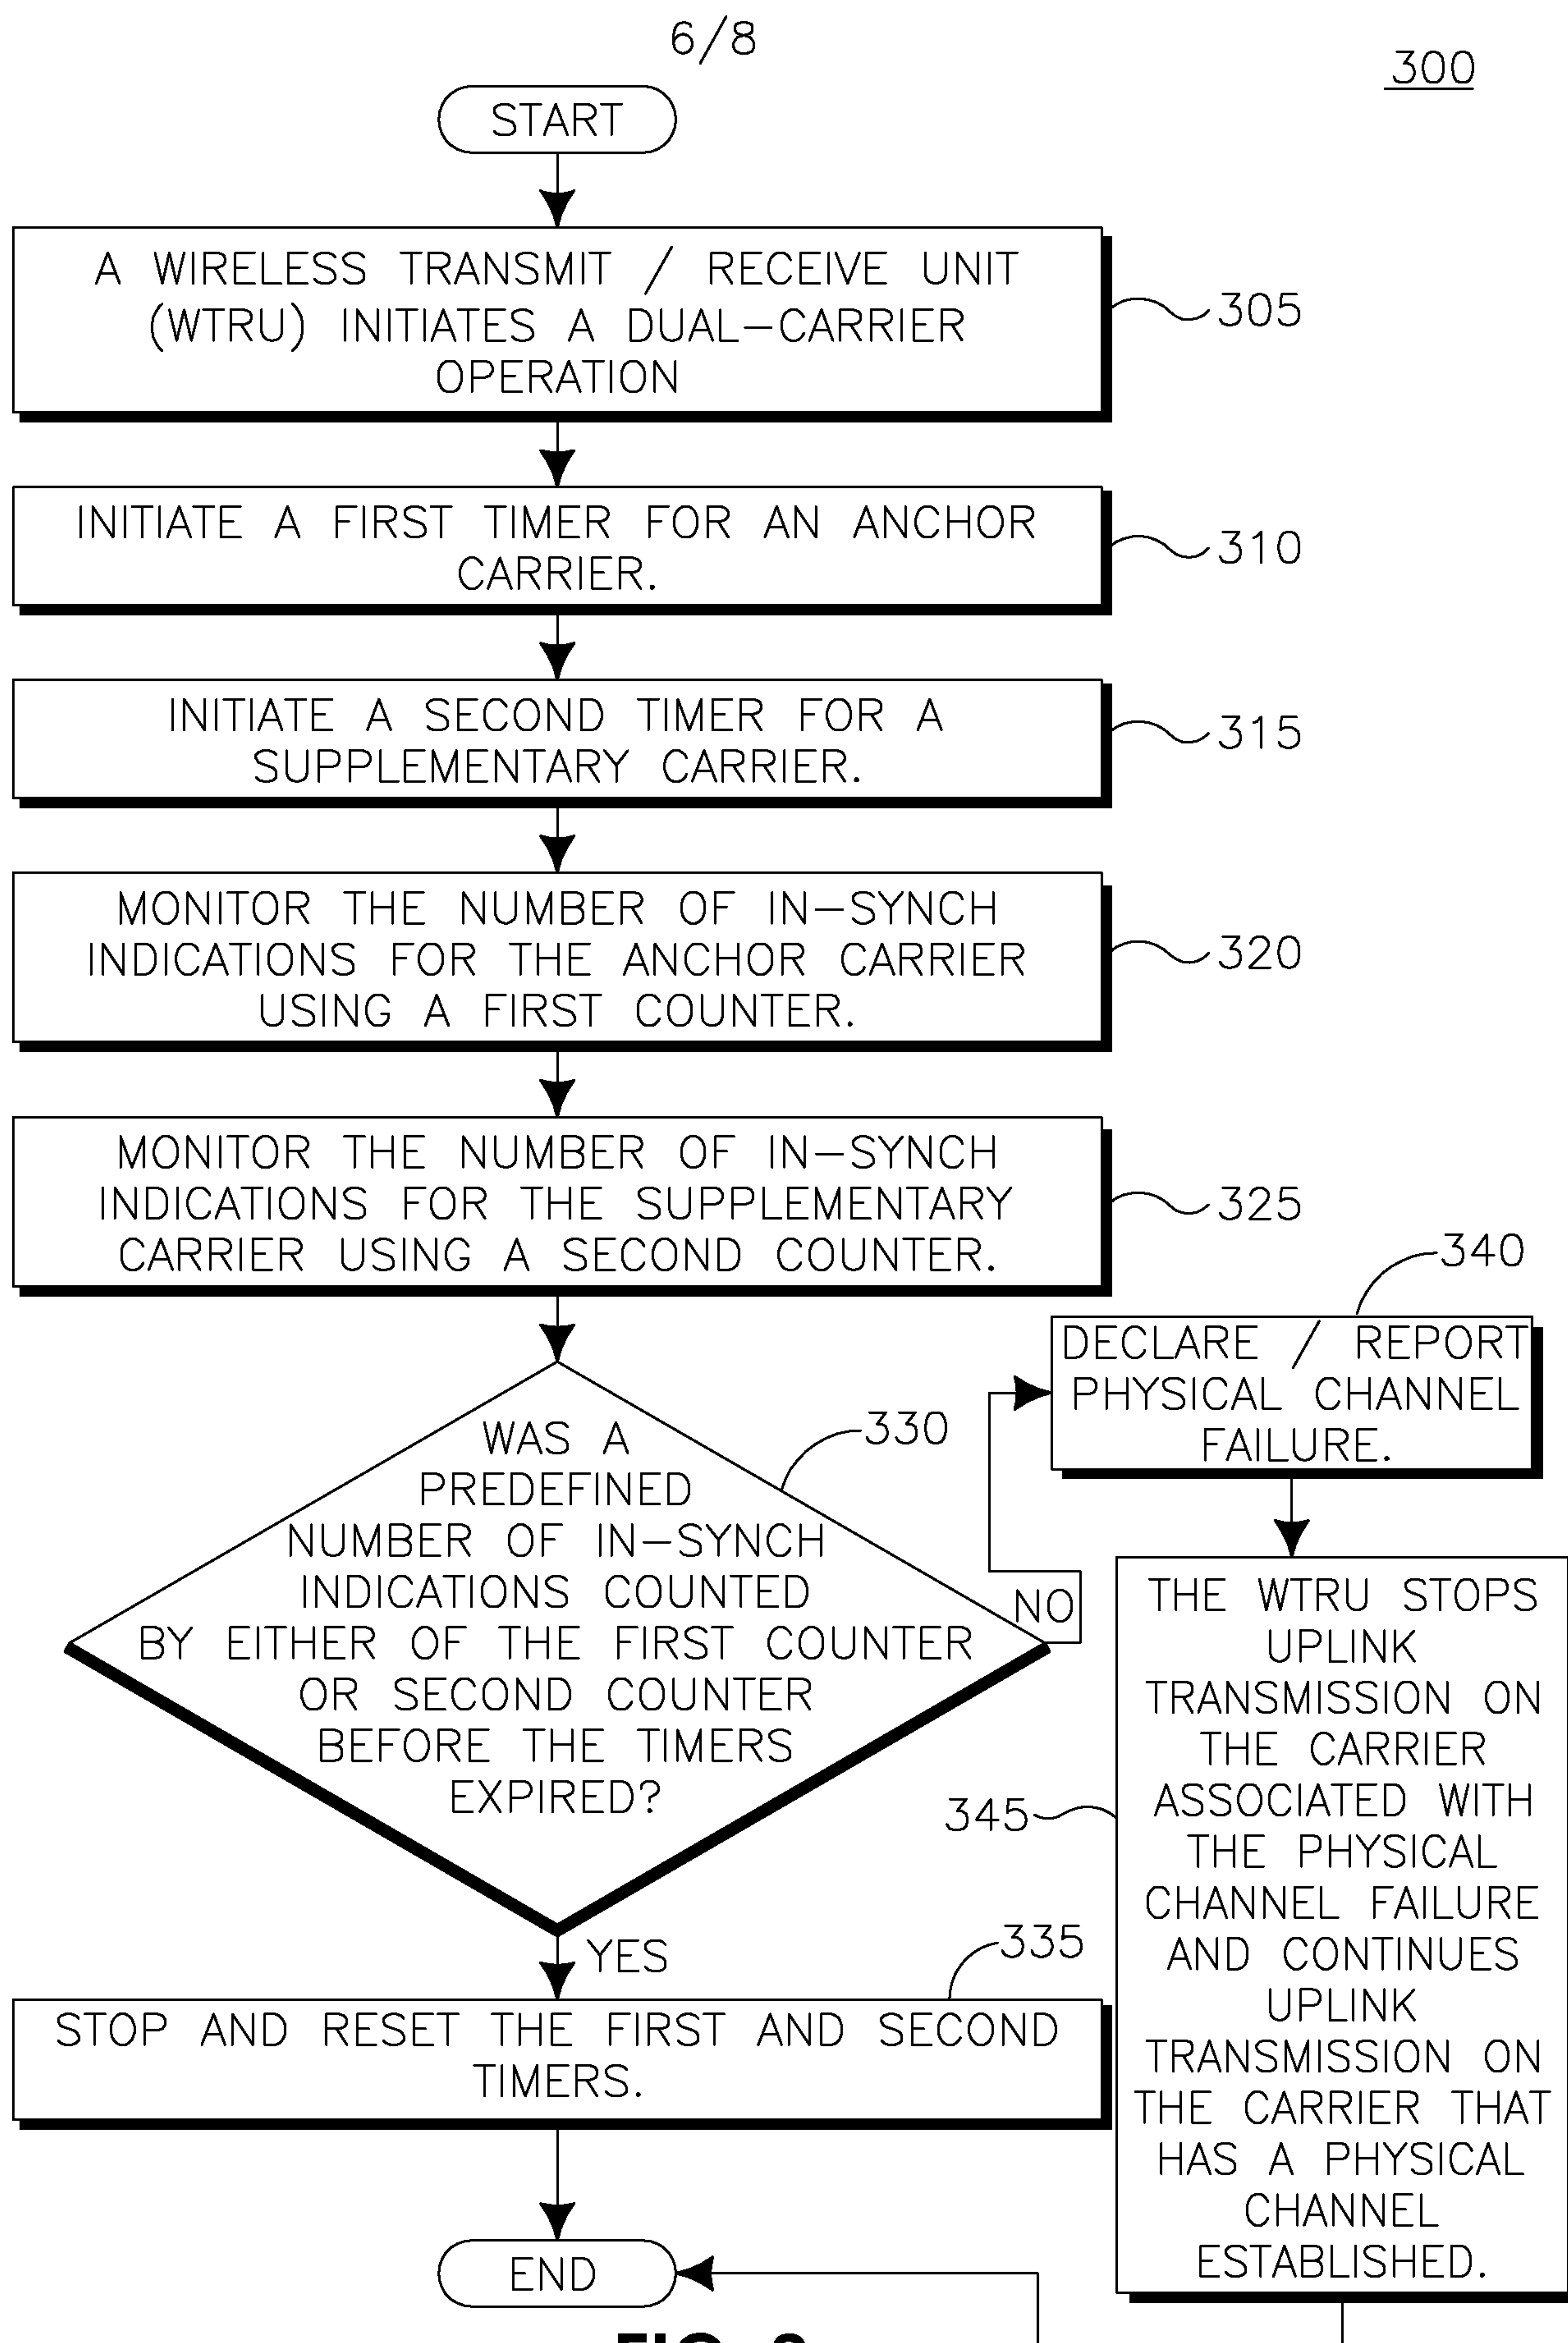 6/8
300
START
A WIRELESS TRANSMIT / RECEIVE UNIT
(WTRU) INITIATES A DUAL-CARRIER
OPERATION
305
INITIATE A FIRST TIMER FOR AN ANCHOR
CARRIER.
310
INITIATE A SECOND TIMER FOR A
SUPPLEMENTARY CARRIER.
315
MONITOR THE NUMBER OF IN-SYNCH
INDICATIONS FOR THE ANCHOR CARRIER
USING A FIRST COUNTER.
320
MONITOR THE NUMBER OF IN-SYNCH
INDICATIONS FOR THE SUPPLEMENTARY
CARRIER USING A SECOND COUNTER.
325
WAS A
PREDEFINED
NUMBER OF IN-SYNCH
INDICATIONS COUNTED
BY EITHER OF THE FIRST COUNTER
OR SECOND COUNTER
BEFORE THE TIMERS
EXPIRED?
330
NO
340
DECLARE / REPORT
PHYSICAL CHANNEL
FAILURE.
THE WTRU STOPS
UPLINK
TRANSMISSION ON
THE CARRIER
ASSOCIATED WITH
THE PHYSICAL
CHANNEL FAILURE
AND CONTINUES
UPLINK
TRANSMISSION ON
THE CARRIER THAT
HAS A PHYSICAL
CHANNEL
ESTABLISHED.
345
YES
335
STOP AND RESET THE FIRST AND SECOND
TIMERS.
END
FIG.